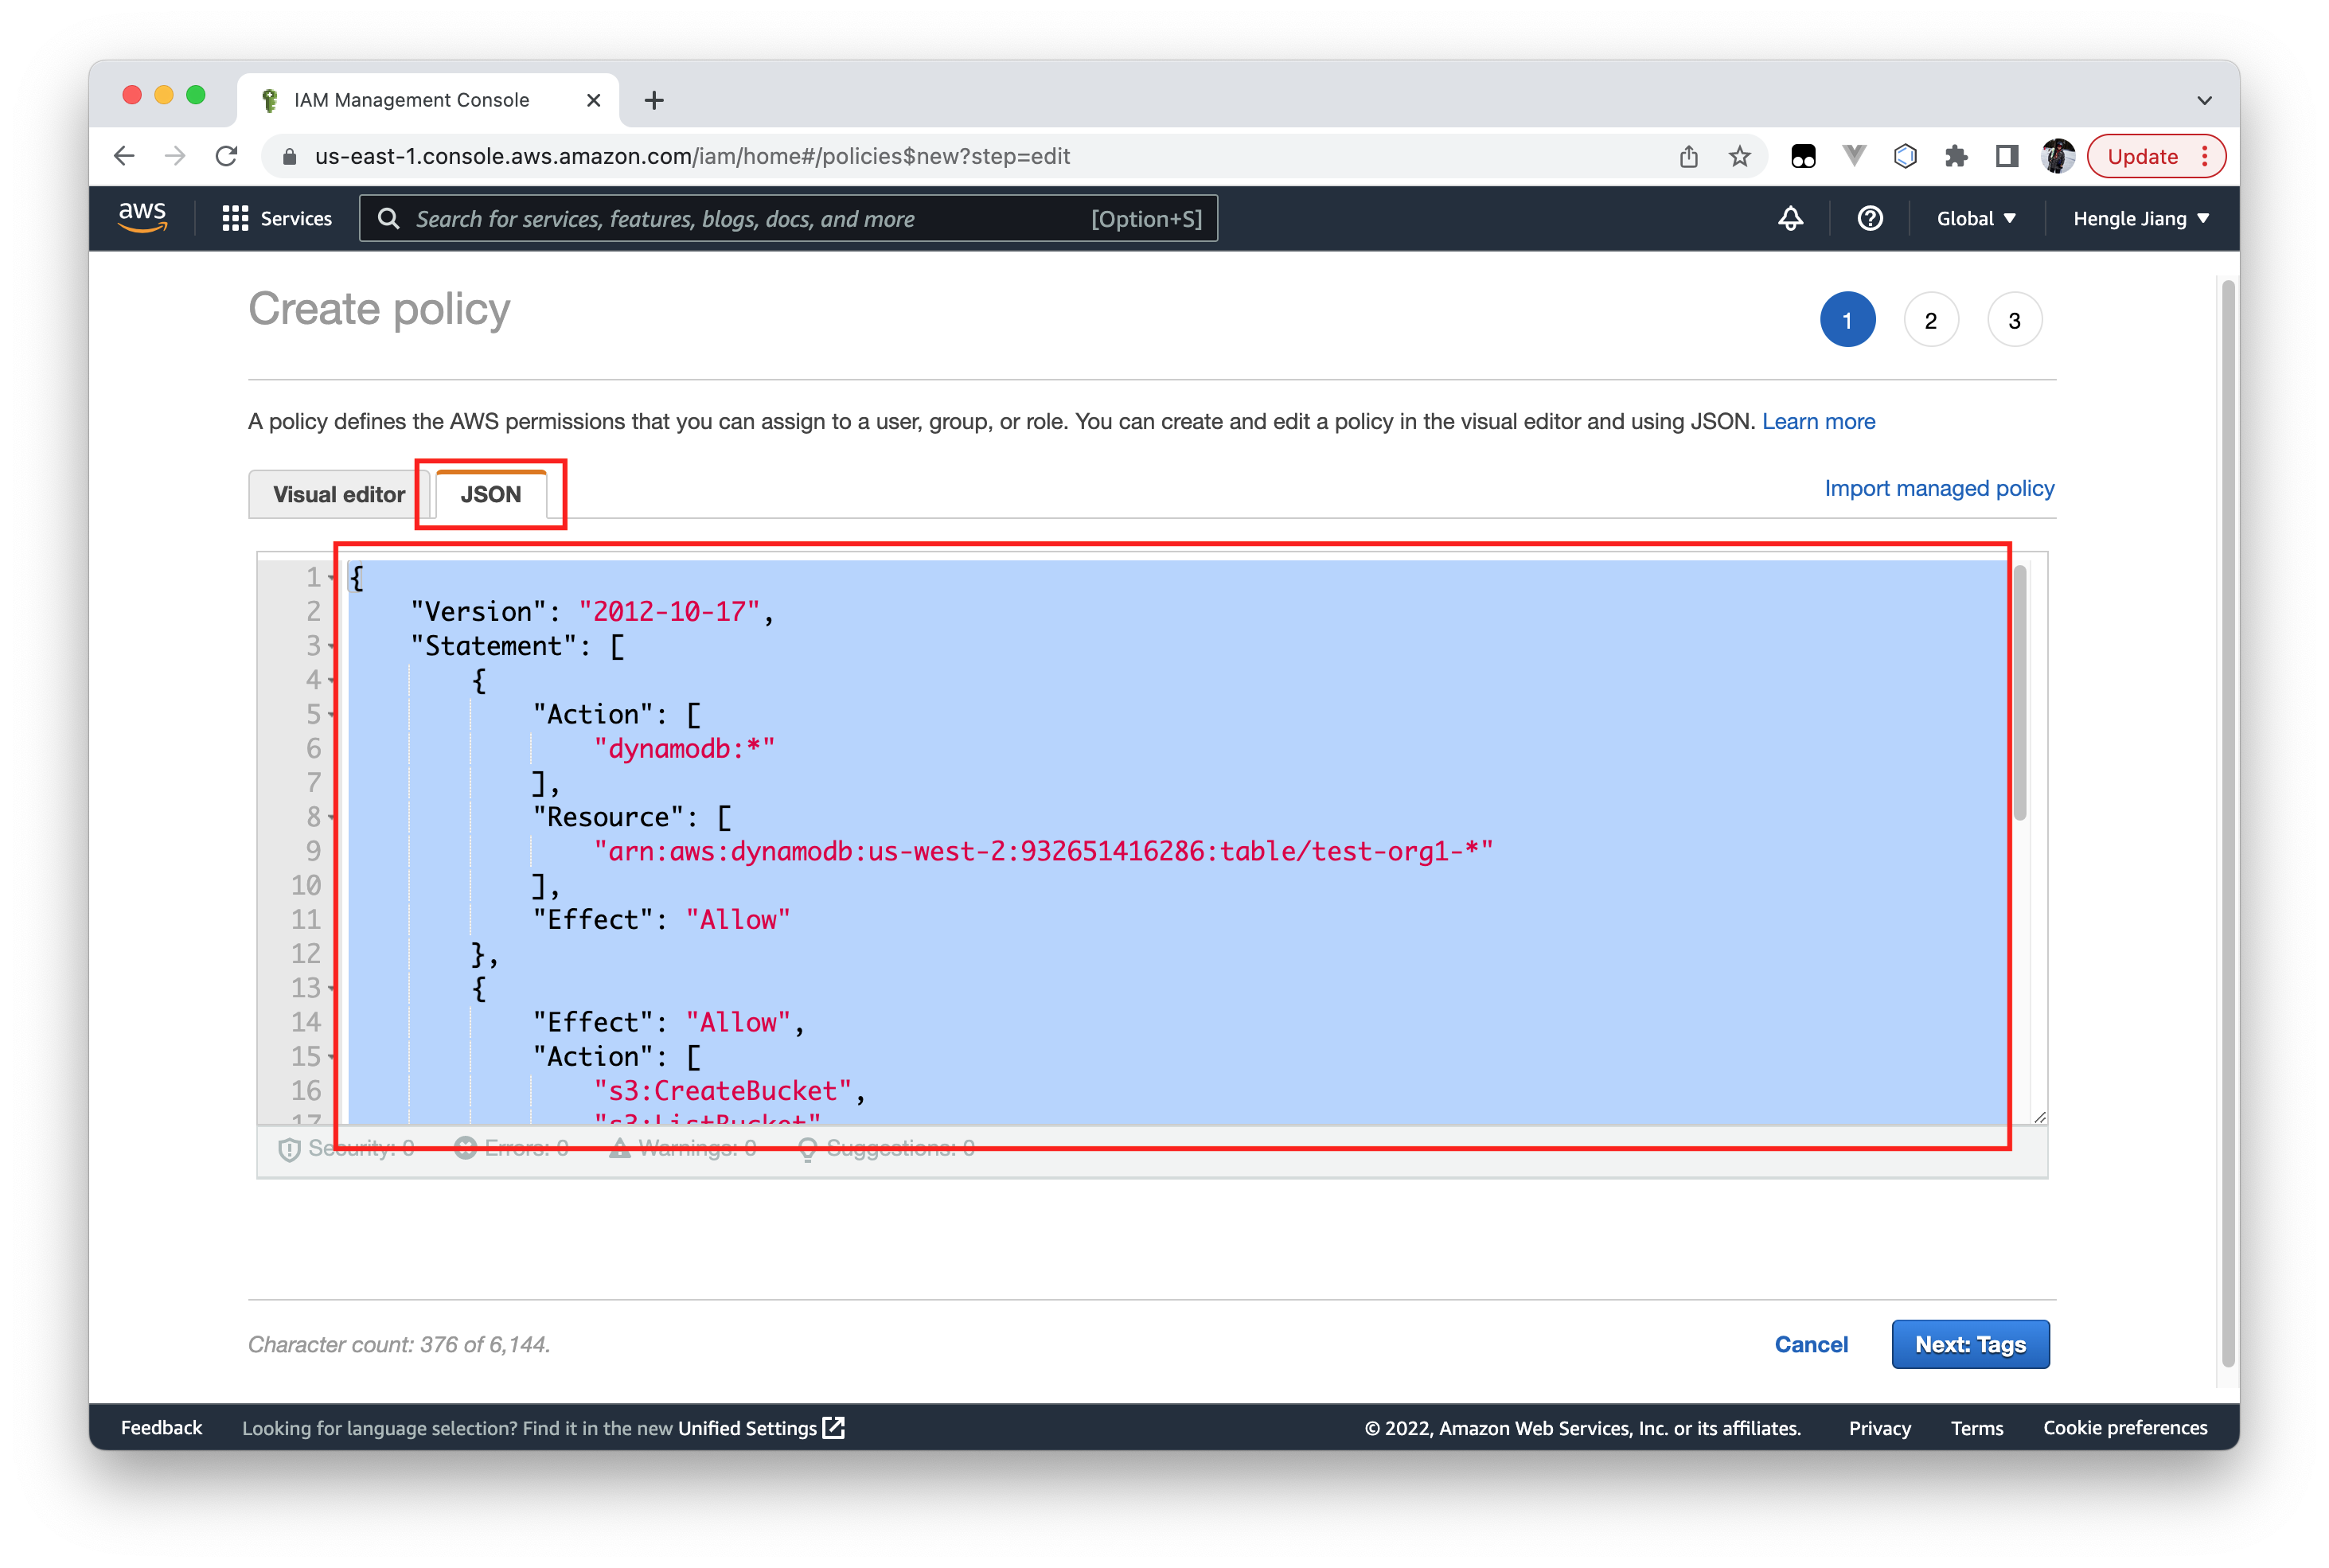 IAM Management Console
us-east-1.console.aws.amazon.com/iam/home#/policies$new?step=edit
Update
aws
Services
Search for services, features, blogs, docs, and more
[Option+S]
Global
Hengle Jiang
Create policy
1
2
3
A policy defines the AWS permissions that you can assign to a user, group, or role. You can create and edit a policy in the visual editor and using JSON. Learn more
Visual editor
JSON
Import managed policy
1 {
2 "Version": "2012-10-17",
3 "Statement": [
4 {
5 "Action": [
6 "dynamodb:*"
7 ],
8 "Resource": [
9 "arn:aws:dynamodb:us-west-2:932651416286:table/test-org1-*"
10 ],
11 "Effect": "Allow"
12 },
13 {
14 "Effect": "Allow",
15 "Action": [
16 "s3:CreateBucket",
17 "s3:ListBucket"
Security: 0
Errors: 0
Warnings: 0
Suggestions: 0
Character count: 376 of 6,144.
Cancel
Next: Tags
Feedback
Looking for language selection? Find it in the new Unified Settings
© 2022, Amazon Web Services, Inc. or its affiliates.
Privacy
Terms
Cookie preferences